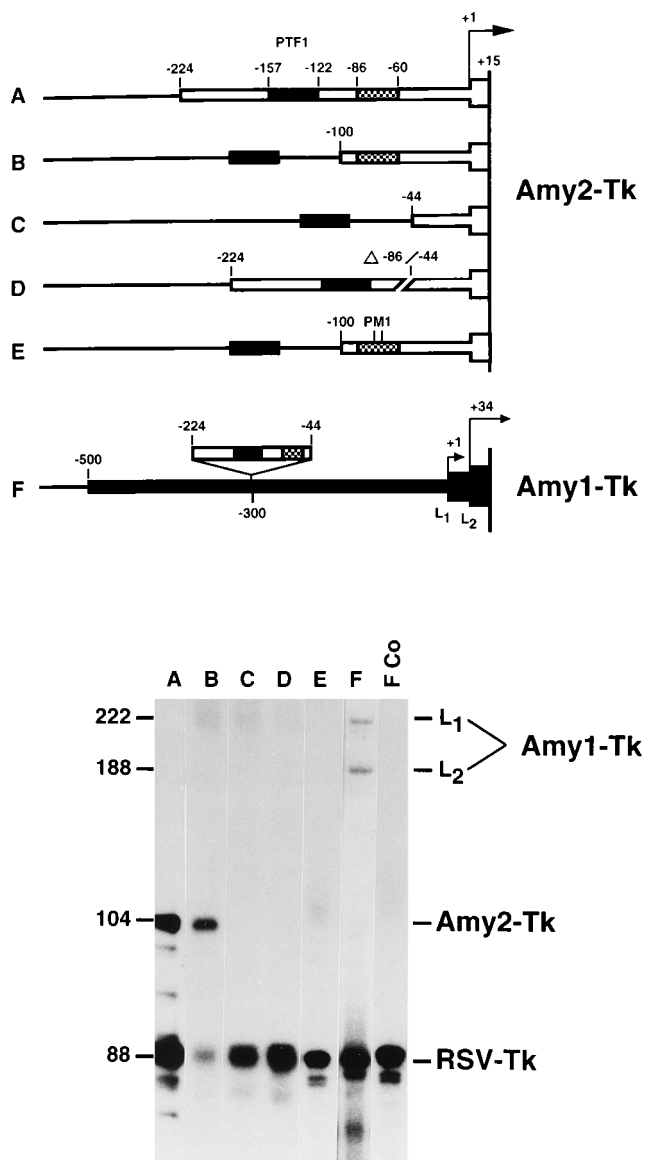 +1
PTF1
+15
-224 -157 -122 -86 -60
A
-100
B
Amy2-Tk
-44
C
-224 △ -86 / -44
D
-100 PM1
E
-224 -44 +34
+1
-500
F
Amy1-Tk
-300 L1 L2
A B C D E F F Co
222 L1
Amy1-Tk
188 L2
104 Amy2-Tk
88 RSV-Tk